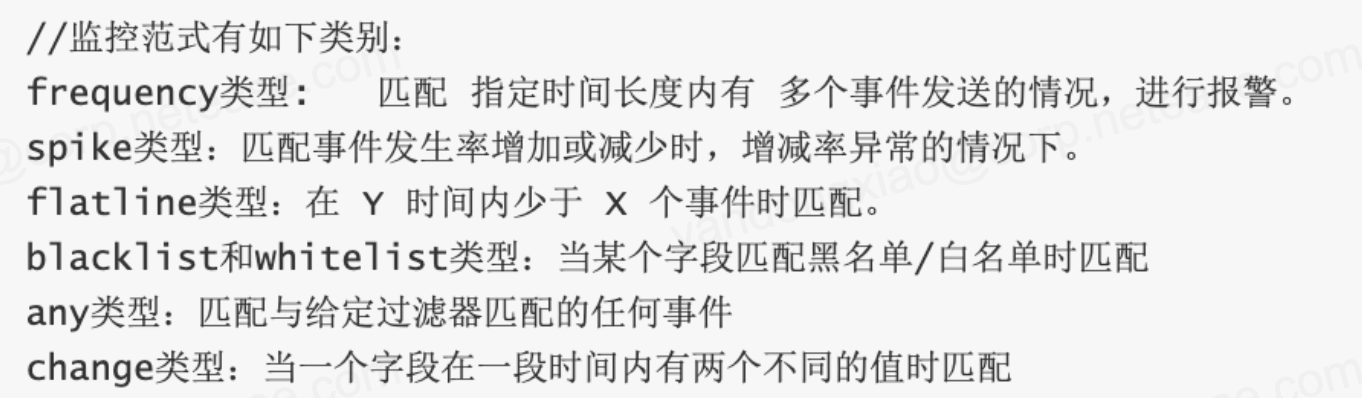 //监控范式有如下类别：
frequency类型:   匹配 指定时间长度内有 多个事件发送的情况，进行报警。
spike类型：匹配事件发生率增加或减少时，增减率异常的情况下。
flatline类型：在 Y 时间内少于 X 个事件时匹配。
blacklist和whitelist类型：当某个字段匹配黑名单/白名单时匹配
any类型：匹配与给定过滤器匹配的任何事件
change类型：当一个字段在一段时间内有两个不同的值时匹配